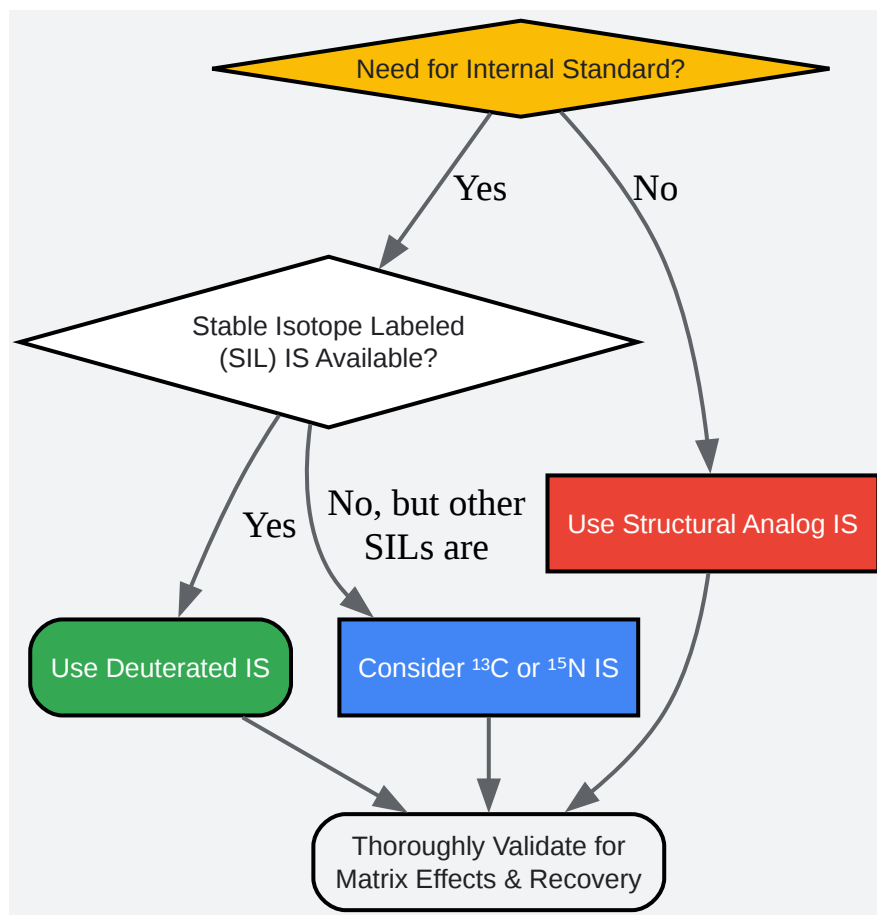 Need for Internal Standard?
Yes
No
Stable Isotope Labeled
(SIL) IS Available?
Yes
No, but other
SILs are
Use Structural Analog IS
Use Deuterated IS
Consider ¹³C or ¹⁵N IS
Thoroughly Validate for
Matrix Effects & Recovery